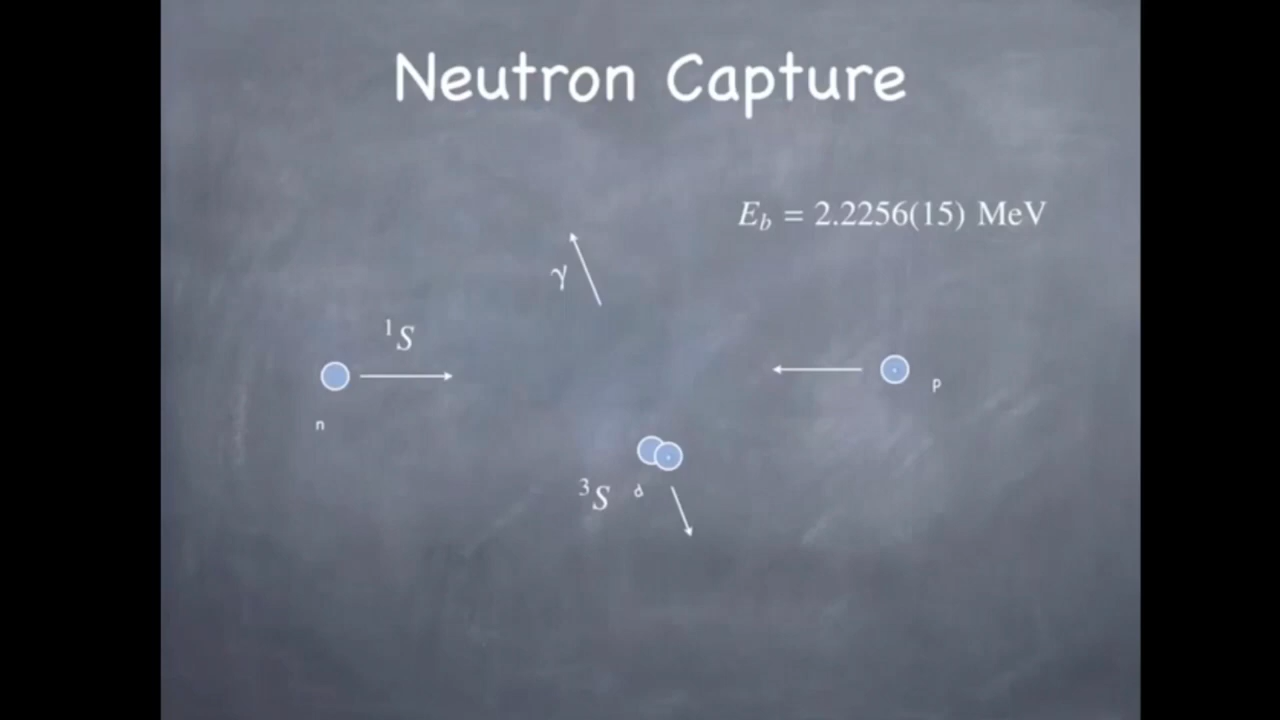 Neutron Capture
E_b = 2.2256(15) MeV
γ
¹S
n
p
³S
d